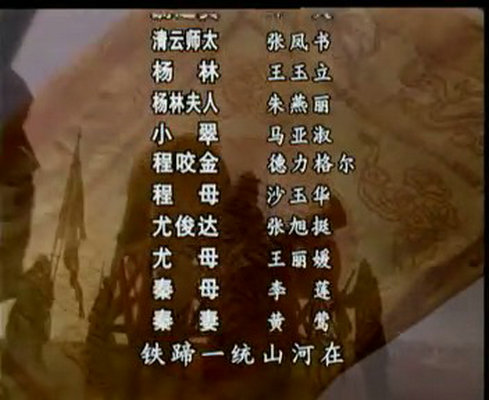 清云师太 张凤书
杨林 王玉立
杨林夫人 朱燕丽
小翠 马亚淑
程咬金 德力格尔
程母 沙玉华
尤俊达 张旭挺
尤母 王丽媛
秦母 李莲
秦妻 黄莺
铁蹄一统山河在